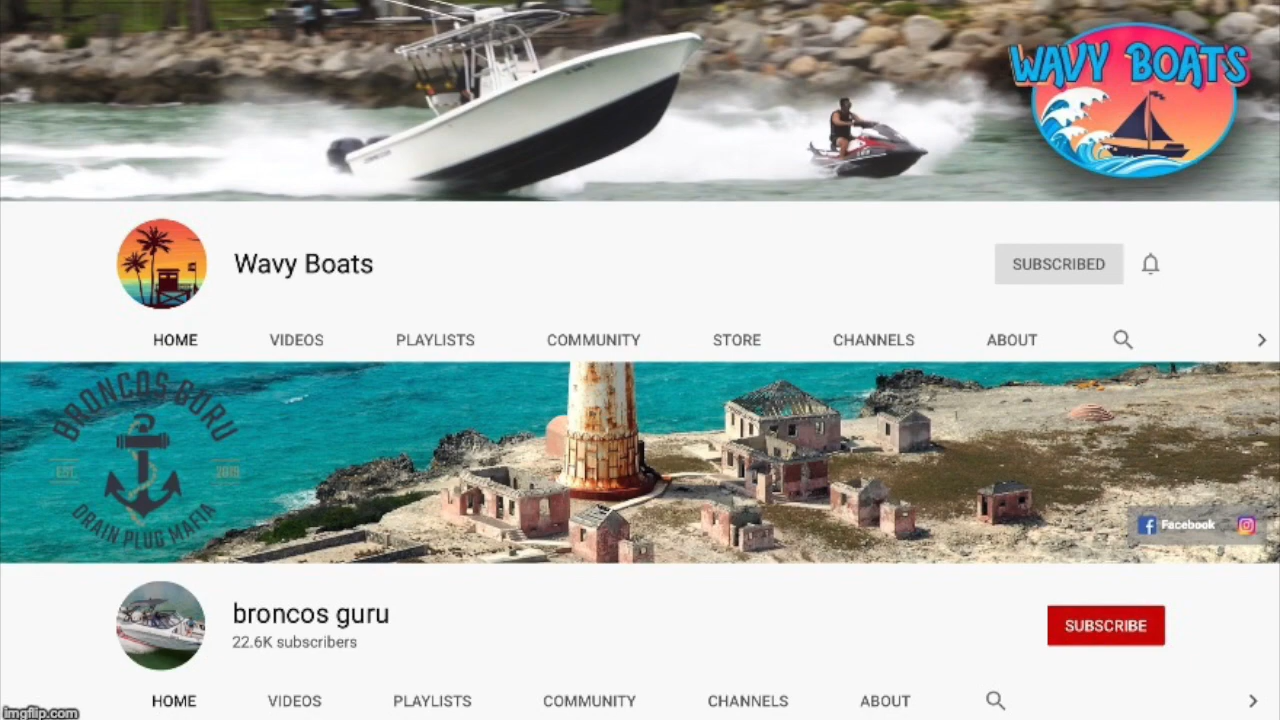 WAVY BOATS
Wavy Boats
SUBSCRIBED
HOME VIDEOS PLAYLISTS COMMUNITY STORE CHANNELS ABOUT
BRONCOS GURU
EST. 2019
DRAIN PLUG MAFIA
Facebook
broncos guru
22.6K subscribers
SUBSCRIBE
HOME VIDEOS PLAYLISTS COMMUNITY CHANNELS ABOUT
imgflip.com